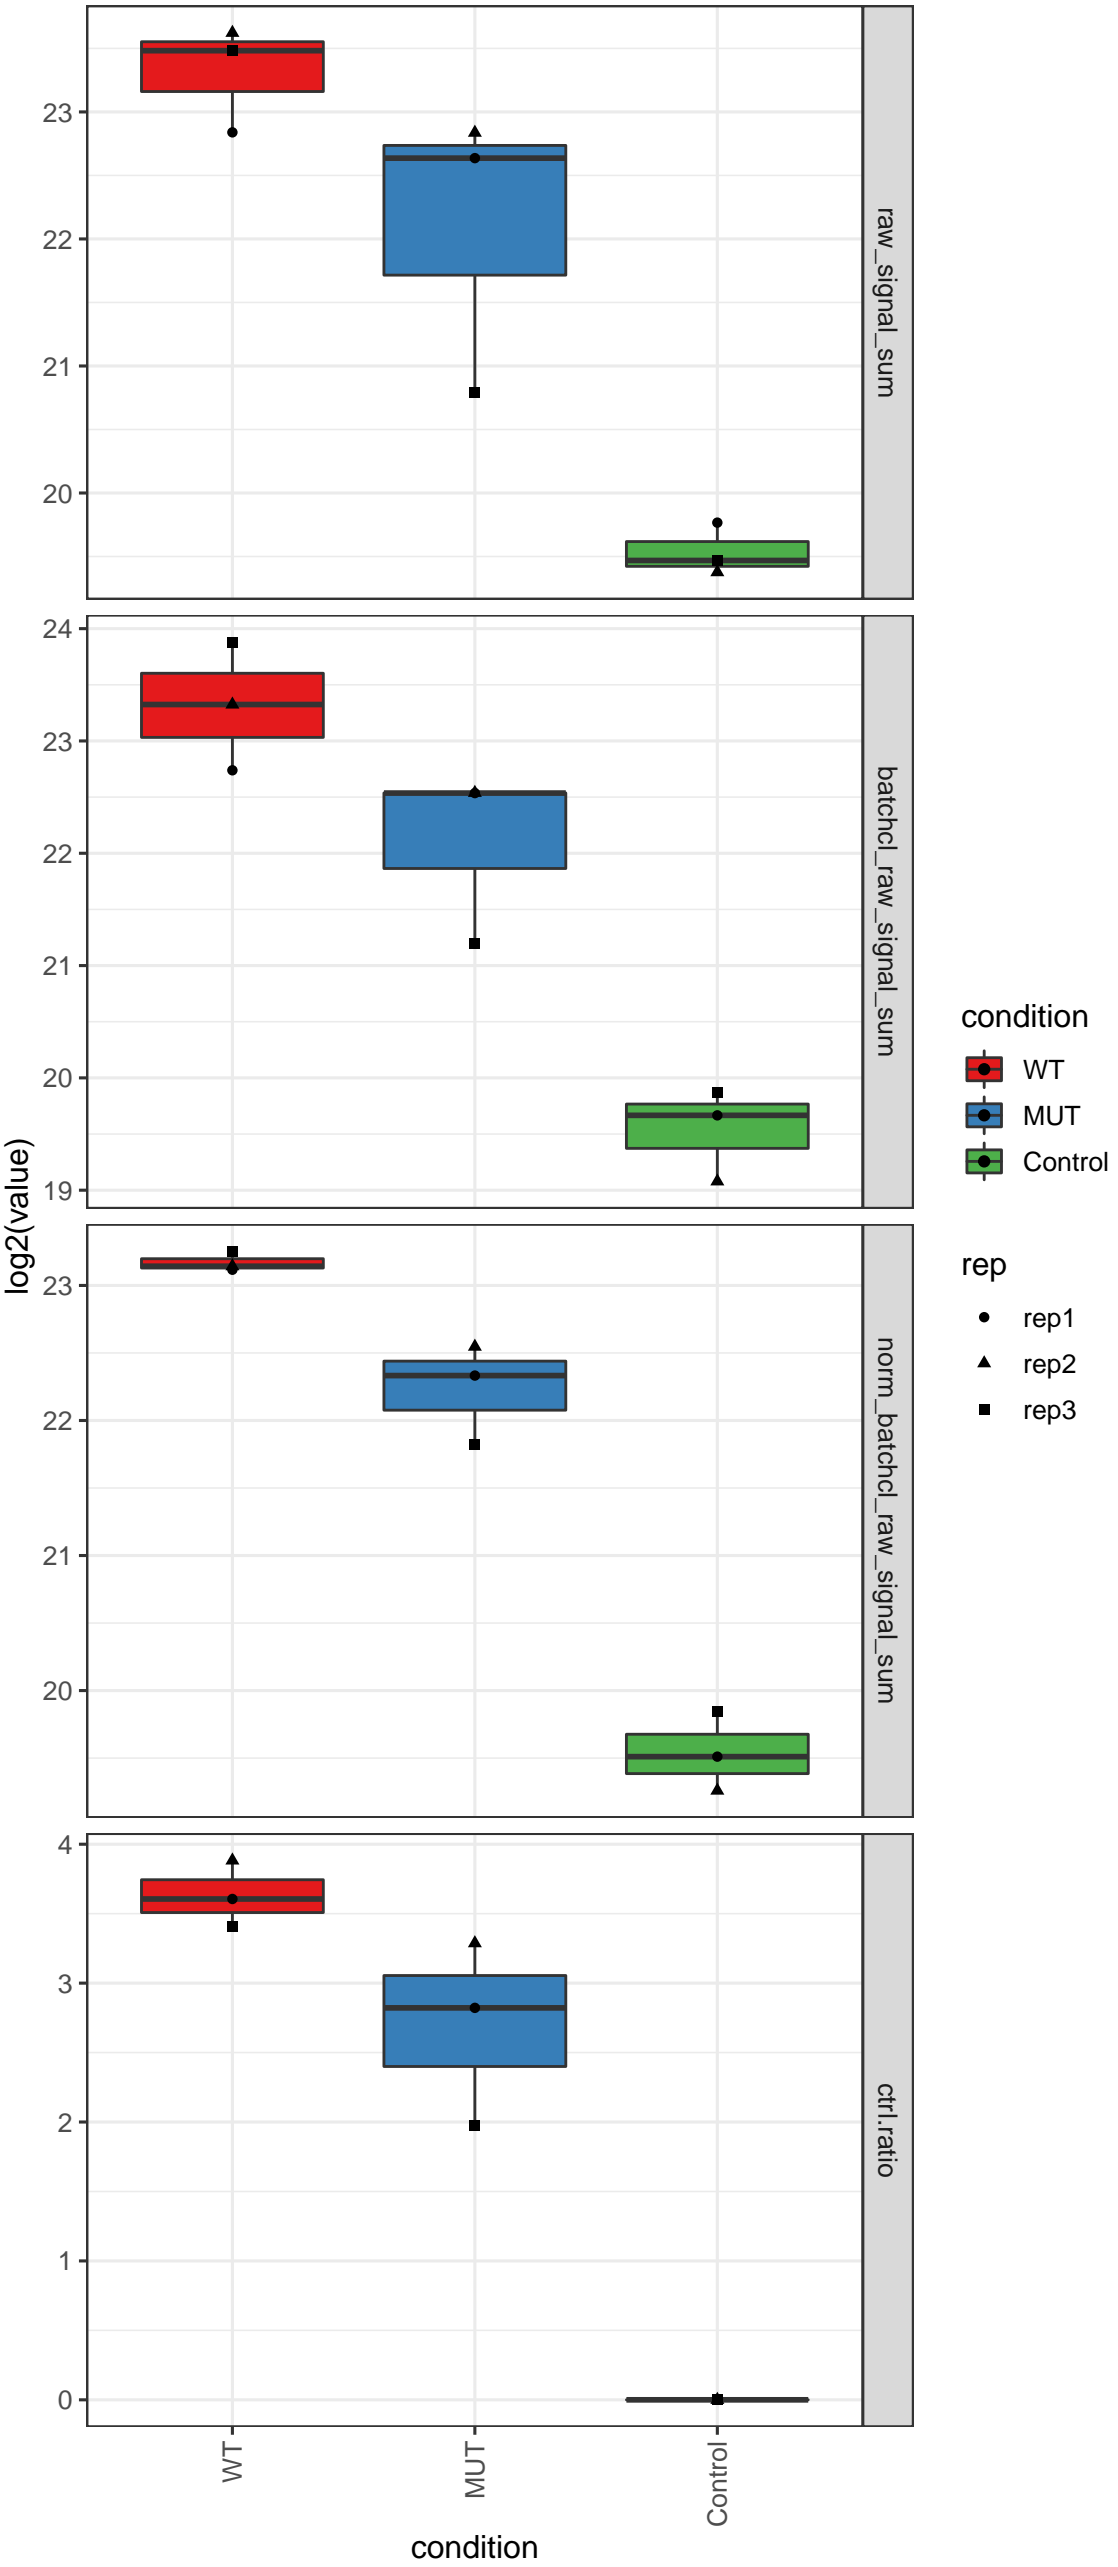 23
22
21
20
raw_signal_sum
24
23
22
21
20
19
batchcl_raw_signal_sum
23
22
21
20
norm_batchcl_raw_signal_sum
4
3
2
1
0
ctrl.ratio
log2(value)
WT
MUT
Control
condition
condition
WT
MUT
Control
rep
rep1
rep2
rep3